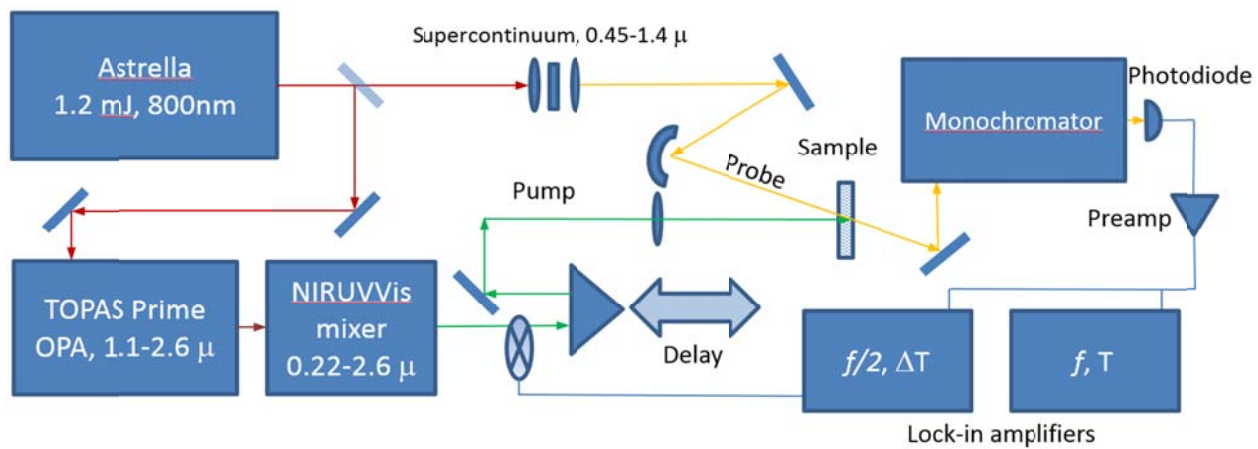 Supercontinuum, 0.45-1.4 μ
Astrella
1.2 mJ, 800nm
Photodiode
Monochromator
Sample
Probe
Pump
Preamp
TOPAS Prime
OPA, 1.1-2.6 μ
NIRUVVis
mixer
0.22-2.6 μ
Delay
f/2, ΔT
f, T
Lock-in amplifiers